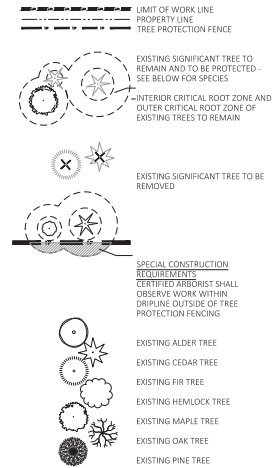 LIMIT OF WORK LINE
PROPERTY LINE
TREE PROTECTION FENCE
EXISTING SIGNIFICANT TREE TO
REMAIN AND TO BE PROTECTED -
SEE BELOW FOR SPECIES
INTERIOR CRITICAL ROOT ZONE AND
OUTER CRITICAL ROOT ZONE OF
EXISTING TREES TO REMAIN
EXISTING SIGNIFICANT TREE TO BE
REMOVED
SPECIAL CONSTRUCTION
REQUIREMENTS
CERTIFIED ARBORIST SHALL
OBSERVE WORK WITHIN
DRIPLINE OUTSIDE OF TREE
PROTECTION FENCING
EXISTING ALDER TREE
EXISTING CEDAR TREE
EXISTING FIR TREE
EXISTING HEMLOCK TREE
EXISTING MAPLE TREE
EXISTING OAK TREE
EXISTING PINE TREE